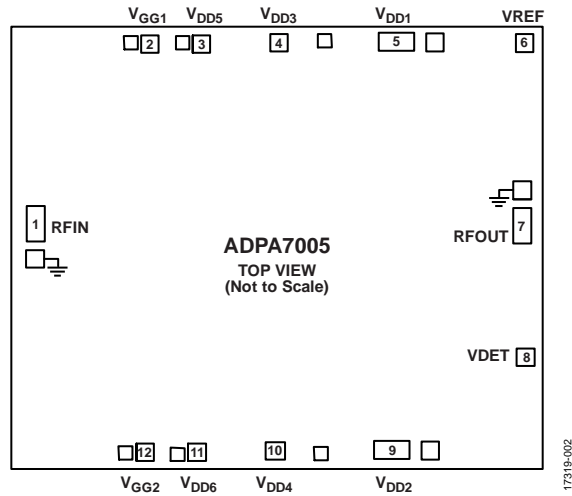 VGG1 VDD5 VDD3 VDD1 VREF
2 3 4 5 6
1 RFIN
7
RFOUT
ADPA7005
TOP VIEW
(Not to Scale)
VDET 8
12 11 10 9
VGG2 VDD6 VDD4 VDD2
17319-002